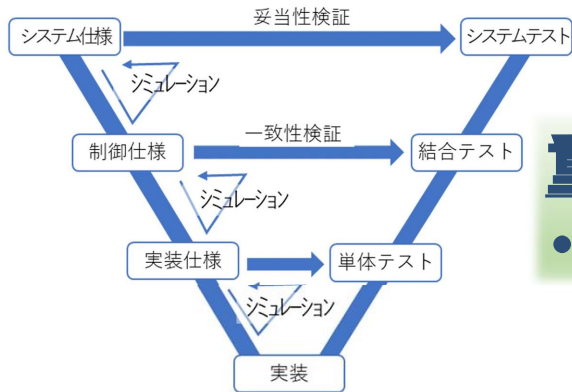 妥当性検証
システム仕様
システムテスト
シミュレーション
一致性検証
制御仕様
結合テスト
シミュレーション
実装仕様
単体テスト
シミュレーション
実装